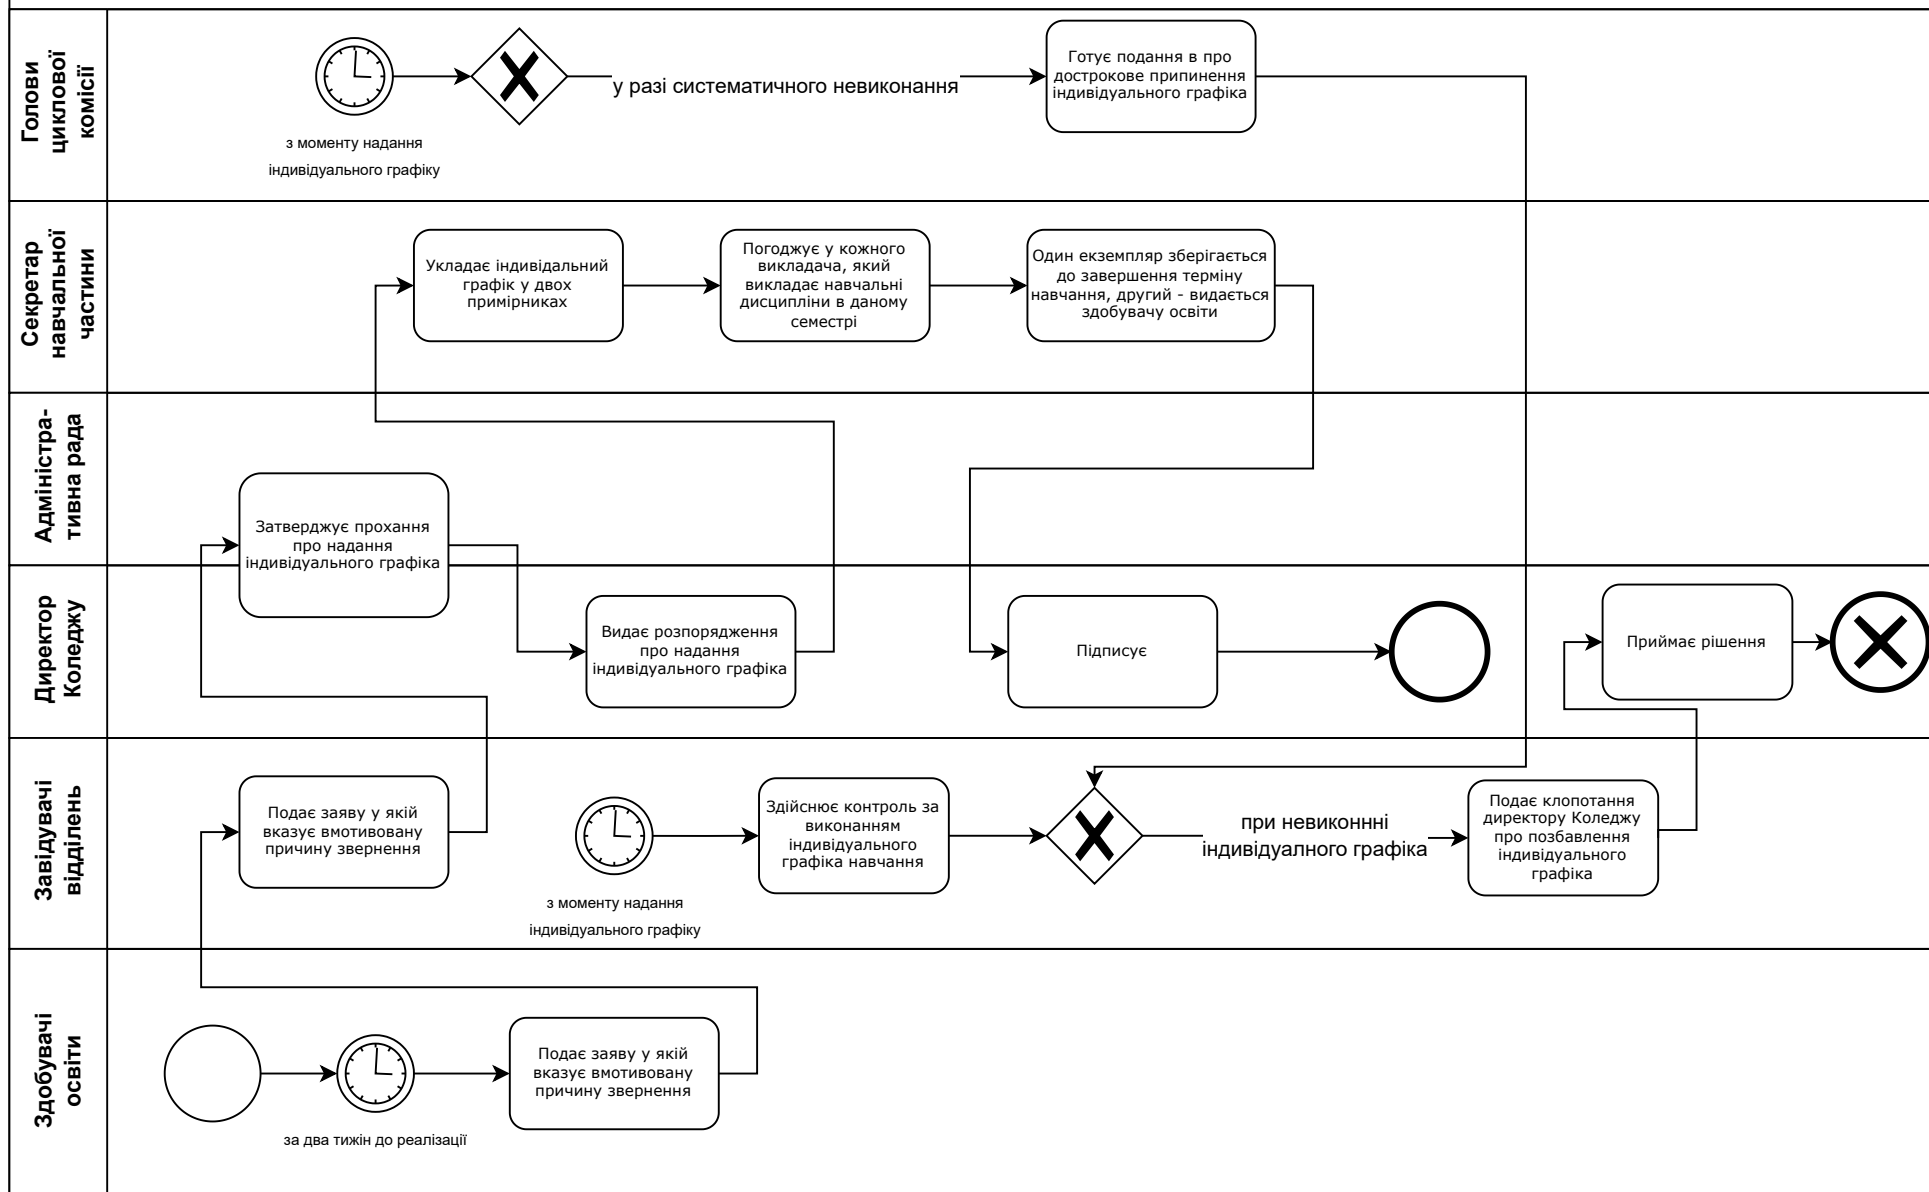 Голови
циклової
комісії
з моменту надання
індивідуального графіку
у разі систематичного невиконання
Готує подання в про
дострокове припинення
індивідуального графіка
Секретар
навчальної
частини
Укладає індивідальний
графік у двох
примірниках
Погоджує у кожного
викладача, який
викладає навчальні
дисципліни в даному
семестрі
Один екземпляр зберігається
до завершення терміну
навчання, другий - видається
здобувачу освіти
Адміністра-
тивна рада
Затверджує прохання
про надання
індивідуального графіка
Директор
Коледжу
Видає розпорядження
про надання
індивідуального графіка
Підписує
Приймає рішення
Завідувачі
відділень
Подає заяву у якій
вказує вмотивовану
причину звернення
з моменту надання
індивідуального графіку
Здійснює контроль за
виконанням
індивідуального
графіка навчання
при невиконнні
індивідуалного графіка
Подає клопотання
директору Коледжу
про позбавлення
індивідуального
графіка
Здобувачі
освіти
за два тижін до реалізації
Подає заяву у якій
вказує вмотивовану
причину звернення